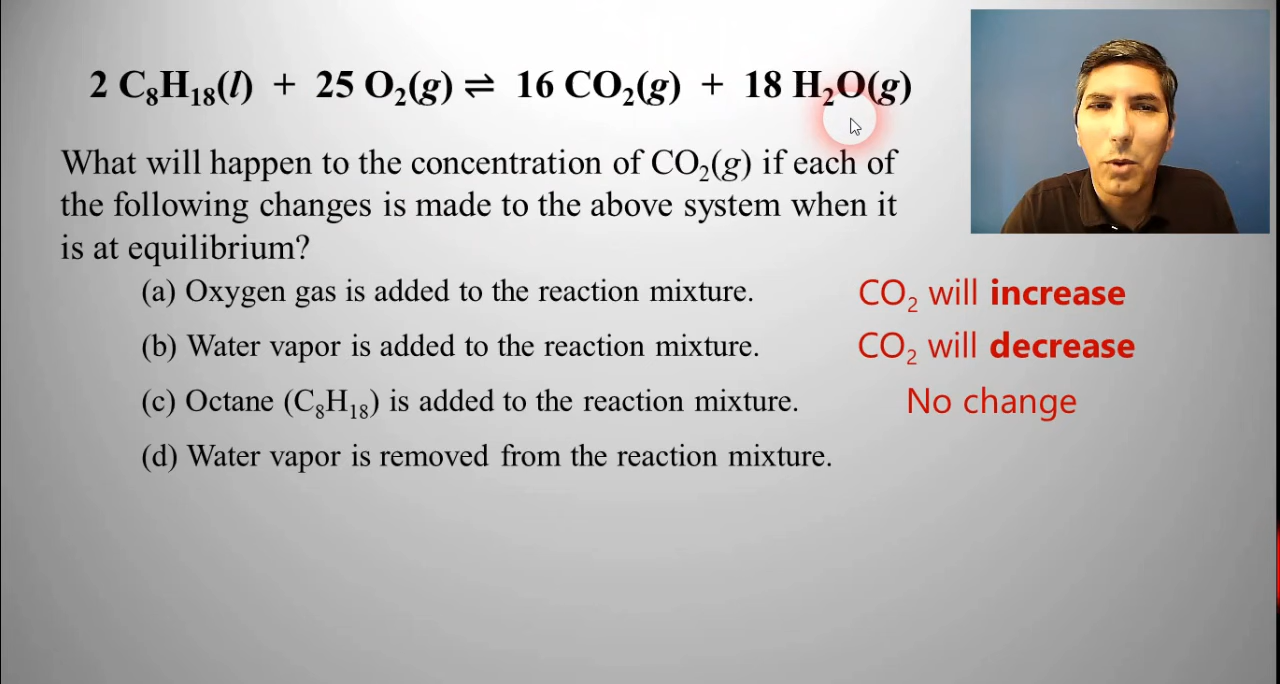 2 C₈H₁₈(l) + 25 O₂(g) ⇌ 16 CO₂(g) + 18 H₂O(g)
What will happen to the concentration of CO₂(g) if each of
the following changes is made to the above system when it
is at equilibrium?
(a) Oxygen gas is added to the reaction mixture. CO₂ will increase
(b) Water vapor is added to the reaction mixture. CO₂ will decrease
(c) Octane (C₈H₁₈) is added to the reaction mixture. No change
(d) Water vapor is removed from the reaction mixture.